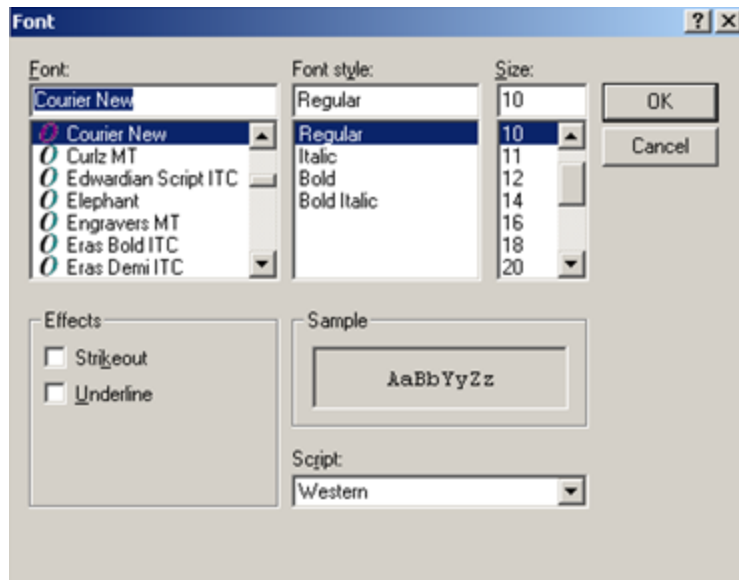 Font
Font: Font style: Size:
Courier New Regular 10 OK
Courier New Regular 10 Cancel
Curlz MT Italic 11
Edwardian Script ITC Bold 12
Elephant Bold Italic 14
Engravers MT 16
Eras Bold ITC 18
Eras Demi ITC 20
Effects Sample
Strikeout
AaBbYyZz
Underline
Script:
Western